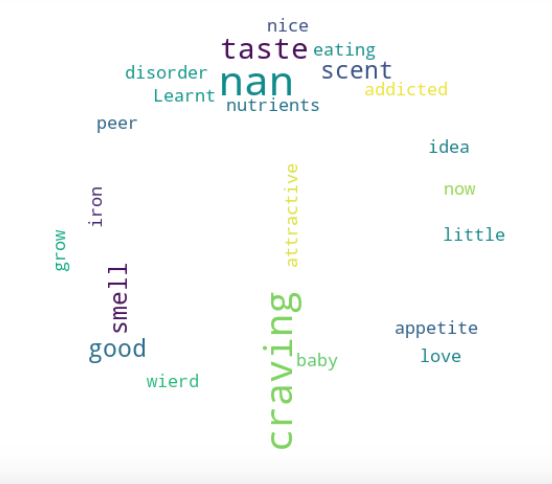 nice
taste
eating
disorder
scent
nan
addicted
Learnt
nutrients
peer
idea
attractive
now
iron
little
grow
smell
craving
appetite
good
love
baby
wierd